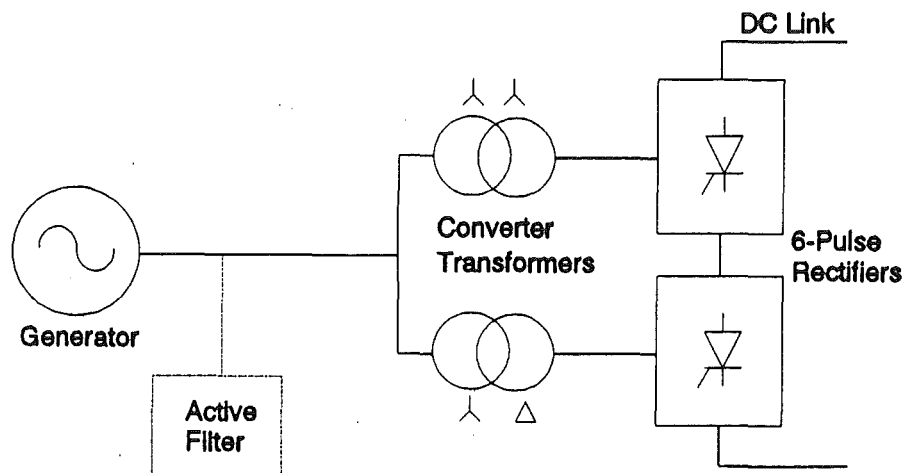 DC Link
Converter
Transformers
6-Pulse
Rectifiers
Generator
Active
Filter